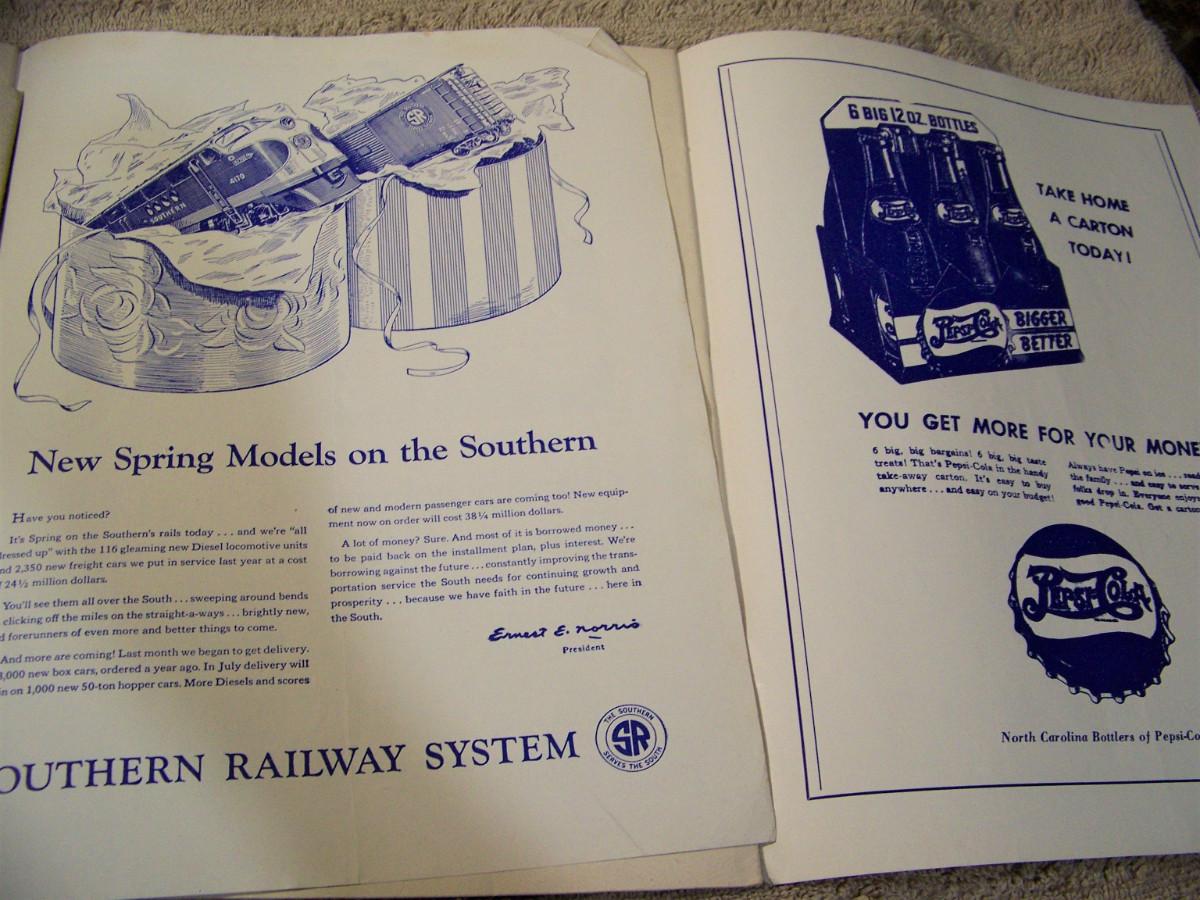 SR
4170
SOUTHERN
New Spring Models on the Southern
Have you noticed?
It's Spring on the Southern's rails today ... and we're "all
dressed up" with the 116 gleaming new Diesel locomotive units
nd 2,350 new freight cars we put in service last year at a cost
f 24½ million dollars.
You'll see them all over the South ... sweeping around bends
clicking off the miles on the straight-a-ways ... brightly new,
d forerunners of even more and better things to come.
And more are coming! Last month we began to get delivery.
3,000 new box cars, ordered a year ago. In July delivery will
in on 1,000 new 50-ton hopper cars. More Diesels and scores
of new and modern passenger cars are coming too! New equip-
ment now on order will cost 38¼ million dollars.
A lot of money? Sure. And most of it is borrowed money ...
to be paid back on the installment plan, plus interest. We're
borrowing against the future ... constantly improving the trans-
portation service the South needs for continuing growth and
prosperity ... because we have faith in the future ... here in
the South.
Ernest E. Norris
President
OUTHERN RAILWAY SYSTEM
THE SOUTHERN
SR
SERVES THE SOUTH
6 BIG 12 OZ. BOTTLES
TAKE HOME
A CARTON
TODAY!
PEPSI-COLA
BIGGER
BETTER
YOU GET MORE FOR YOUR MONE
6 big, big bargains! 6 big, big taste
treats! That's Pepsi-Cola in the handy
take-away carton. It's easy to buy
anywhere ... and easy on your budget!
Always have Pepsi on ice ... read
the family ... and easy to serve
folks drop in. Everyone enjoys
good Pepsi-Cola. Get a carton
PEPSI-COLA
North Carolina Bottlers of Pepsi-Co